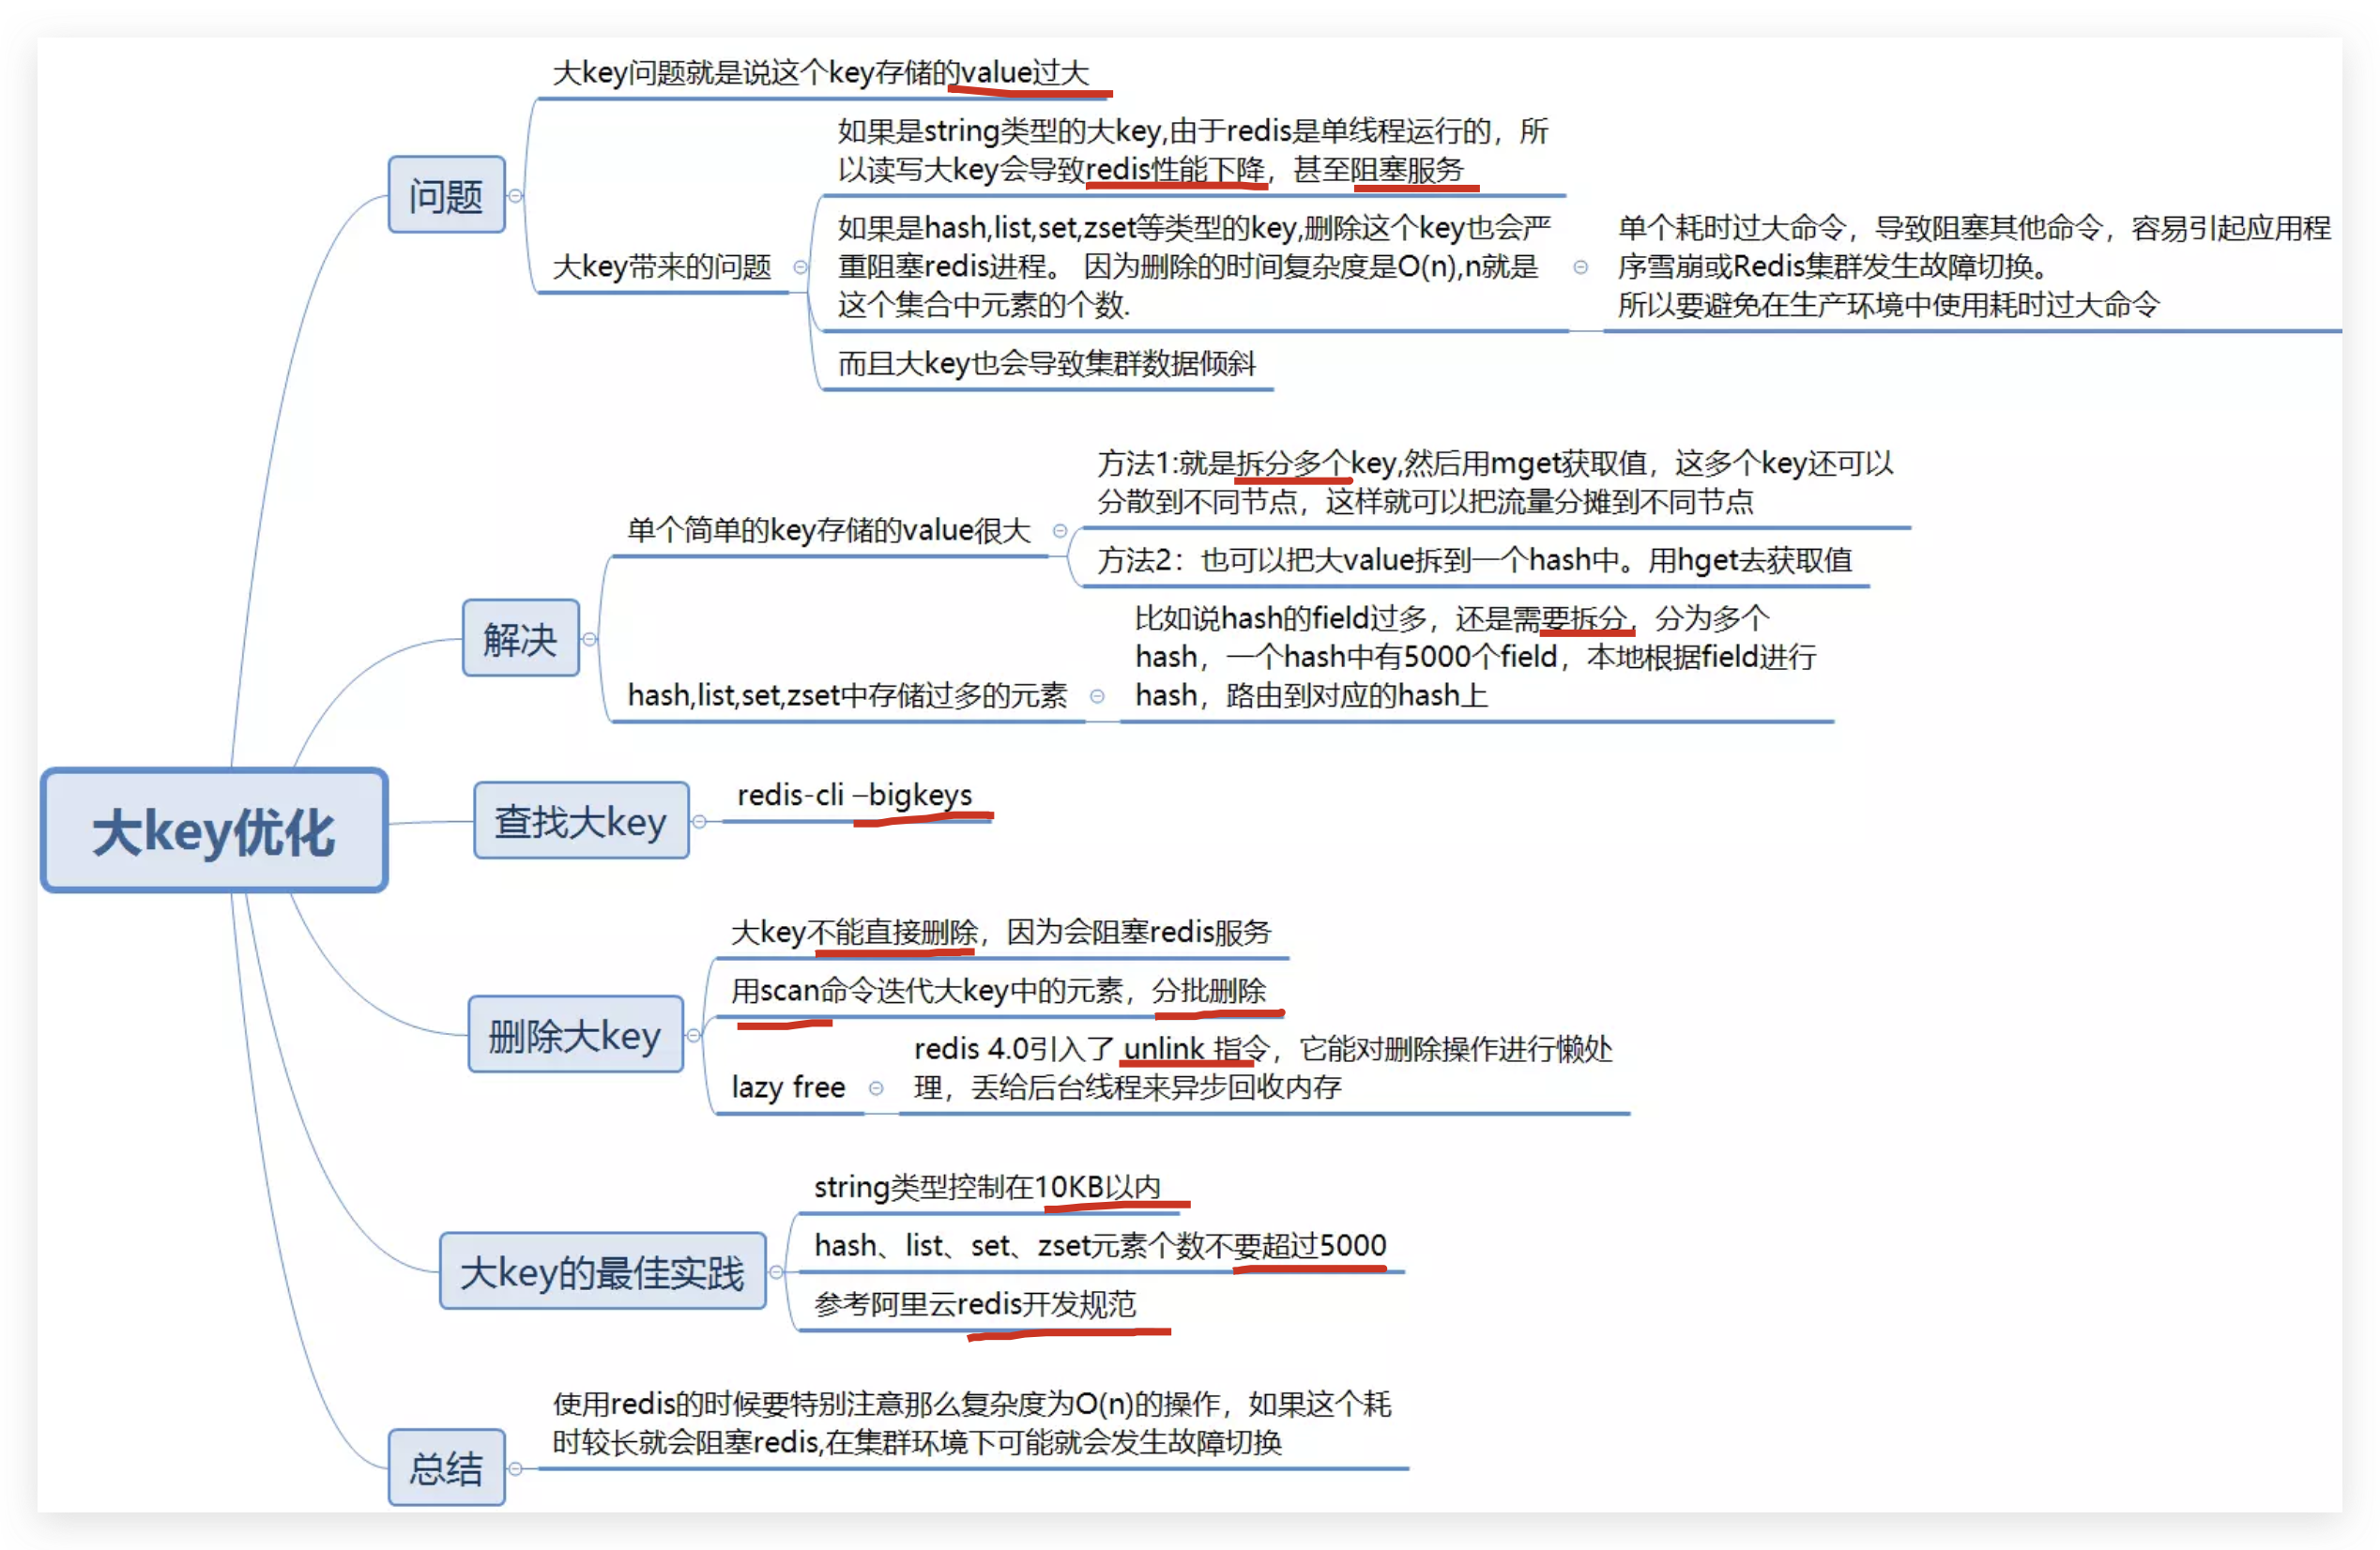 大key优化
问题
大key问题就是说这个key存储的value过大
大key带来的问题
如果是string类型的大key,由于redis是单线程运行的，所
以读写大key会导致redis性能下降，甚至阻塞服务
如果是hash,list,set,zset等类型的key,删除这个key也会严
重阻塞redis进程。 因为删除的时间复杂度是O(n),n就是
这个集合中元素的个数.
单个耗时过大命令，导致阻塞其他命令，容易引起应用程
序雪崩或Redis集群发生故障切换。
所以要避免在生产环境中使用耗时过大命令
而且大key也会导致集群数据倾斜
解决
单个简单的key存储的value很大
方法1:就是拆分多个key,然后用mget获取值，这多个key还可以
分散到不同节点，这样就可以把流量分摊到不同节点
方法2：也可以把大value拆到一个hash中。用hget去获取值
hash,list,set,zset中存储过多的元素
比如说hash的field过多，还是需要拆分，分为多个
hash，一个hash中有5000个field，本地根据field进行
hash，路由到对应的hash上
查找大key
redis-cli –bigkeys
删除大key
大key不能直接删除，因为会阻塞redis服务
用scan命令迭代大key中的元素，分批删除
lazy free
redis 4.0引入了 unlink 指令，它能对删除操作进行懒处
理，丢给后台线程来异步回收内存
大key的最佳实践
string类型控制在10KB以内
hash、list、set、zset元素个数不要超过5000
参考阿里云redis开发规范
总结
使用redis的时候要特别注意那么复杂度为O(n)的操作，如果这个耗
时较长就会阻塞redis,在集群环境下可能就会发生故障切换